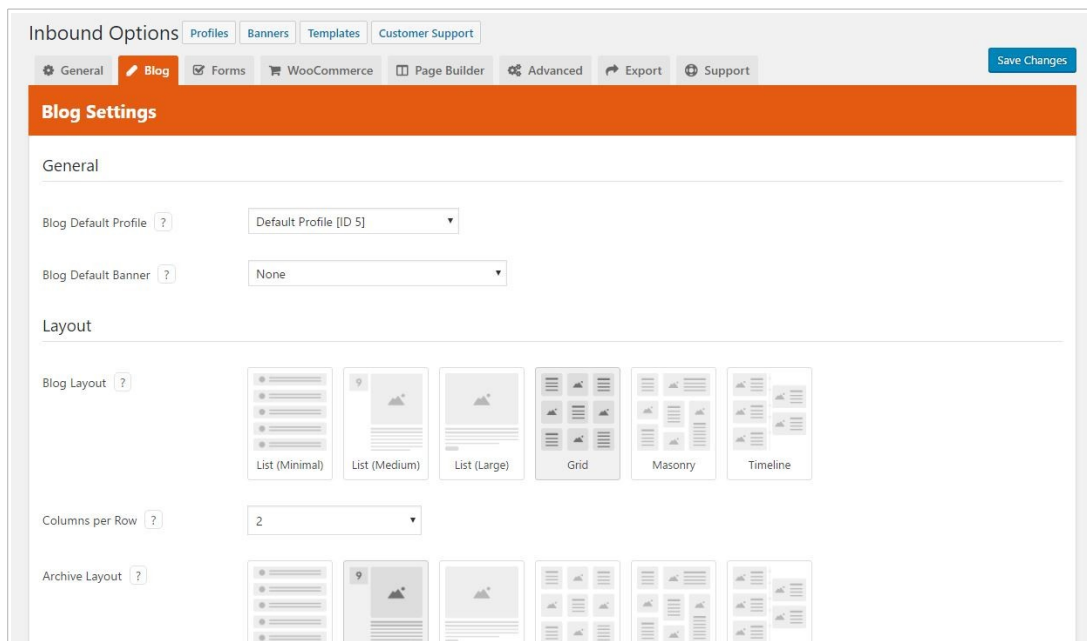 Inbound Options Profiles Banners Templates Customer Support
General Blog Forms WooCommerce Page Builder Advanced Export Support Save Changes
Blog Settings
General
Blog Default Profile ? Default Profile [ID 5]
Blog Default Banner ? None
Layout
Blog Layout ? 9
List (Minimal) List (Medium) List (Large) Grid Masonry Timeline
Columns per Row ? 2
Archive Layout ? 9